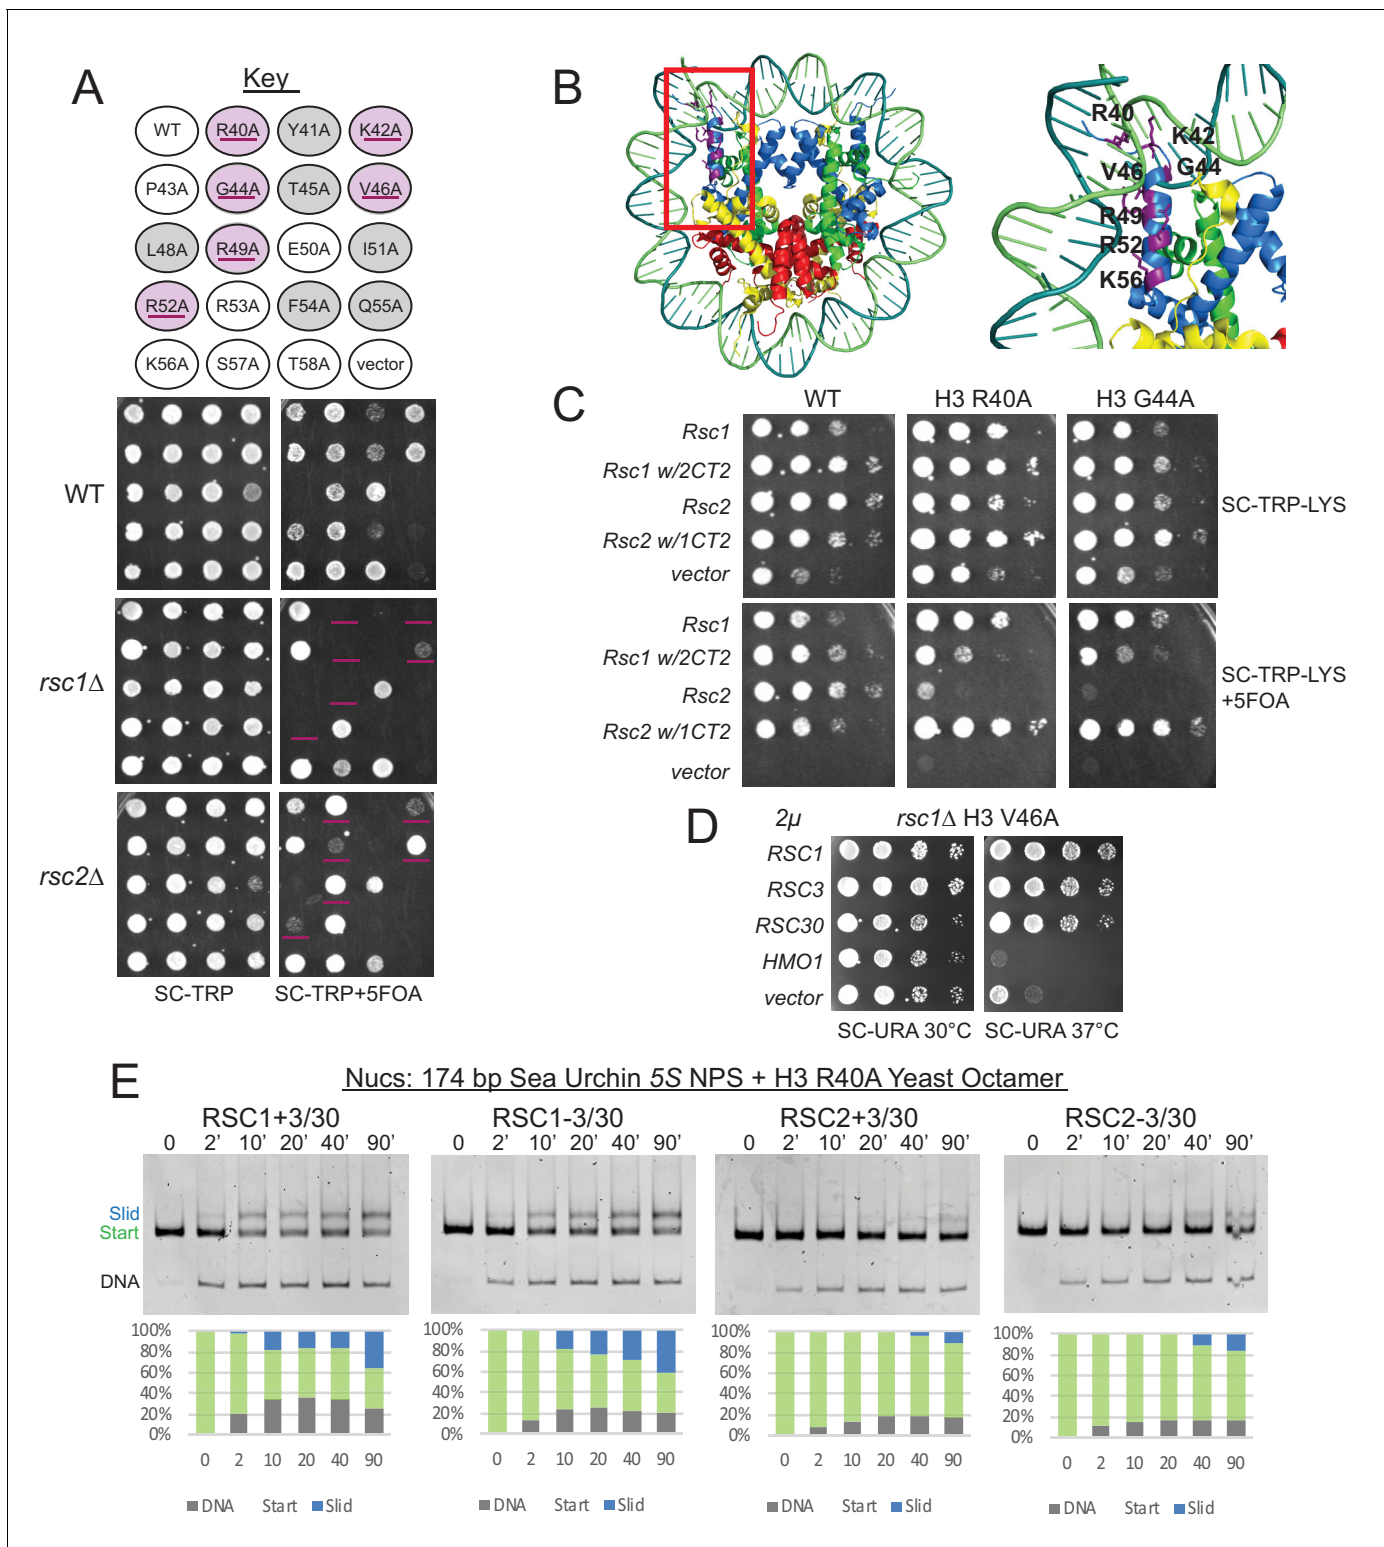 A
Key
WT R40A Y41A K42A
P43A G44A T45A V46A
L48A R49A E50A I51A
R52A R53A F54A Q55A
K56A S57A T58A vector
WT
rsc1Δ
rsc2Δ
SC-TRP SC-TRP+5FOA
B
R40
K42
V46 G44
R49
R52
K56
C
WT H3 R40A H3 G44A
Rsc1
Rsc1 w/2CT2
Rsc2
Rsc2 w/1CT2
vector
SC-TRP-LYS
Rsc1
Rsc1 w/2CT2
Rsc2
Rsc2 w/1CT2
vector
SC-TRP-LYS
+5FOA
D
2µ rsc1Δ H3 V46A
RSC1
RSC3
RSC30
HMO1
vector
SC-URA 30°C SC-URA 37°C
E
Nucs: 174 bp Sea Urchin 5S NPS + H3 R40A Yeast Octamer
RSC1+3/30 RSC1-3/30 RSC2+3/30 RSC2-3/30
0 2' 10' 20' 40' 90' 0 2' 10' 20' 40' 90' 0 2' 10' 20' 40' 90' 0 2' 10' 20' 40' 90'
Slid
Start
DNA
100% 100% 100% 100%
80% 80% 80% 80%
60% 60% 60% 60%
40% 40% 40% 40%
20% 20% 20% 20%
0% 0% 0% 0%
0 2 10 20 40 90 0 2 10 20 40 90 0 2 10 20 40 90 0 2 10 20 40 90
DNA Start Slid DNA Start Slid DNA Start Slid DNA Start Slid